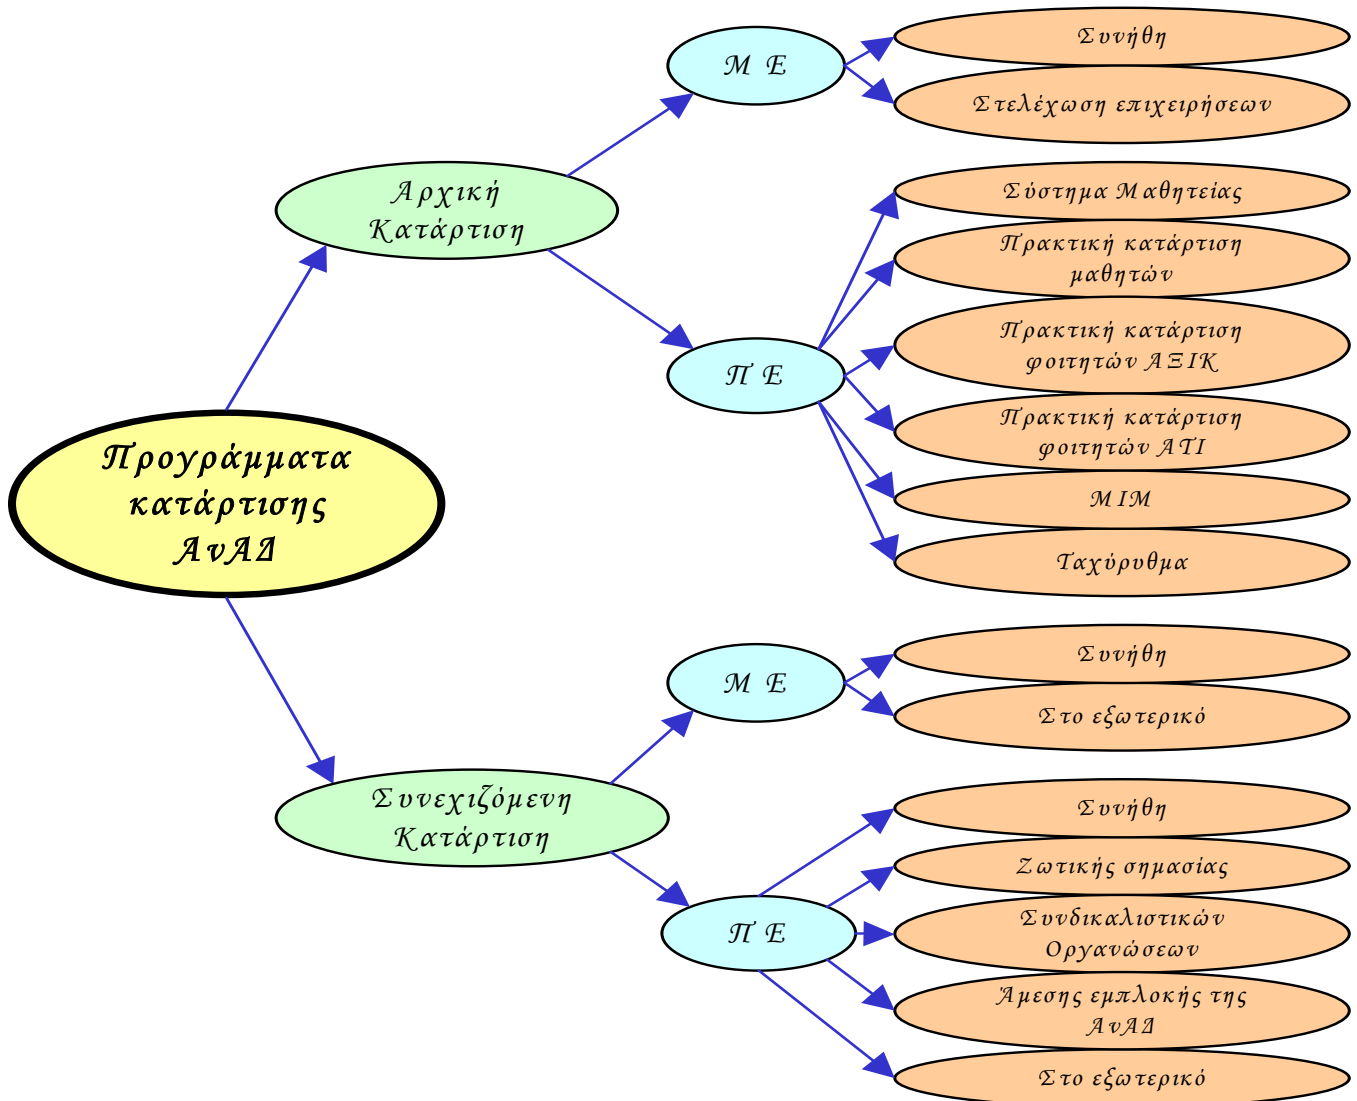 Προγράμματα
κατάρτισης
ΑνΑΔ
Αρχική
Κατάρτιση
Μ Ε
Συνήθη
Στελέχωση επιχειρήσεων
Π Ε
Σύστημα Μαθητείας
Πρακτική κατάρτιση
μαθητών
Πρακτική κατάρτιση
φοιτητών ΑΞΙΚ
Πρακτική κατάρτιση
φοιτητών ΑΤΙ
ΜΙΜ
Ταχύρυθμα
Συνεχιζόμενη
Κατάρτιση
Μ Ε
Συνήθη
Στο εξωτερικό
Π Ε
Συνήθη
Ζωτικής σημασίας
Συνδικαλιστικών
Οργανώσεων
Άμεσης εμπλοκής της
ΑνΑΔ
Στο εξωτερικό